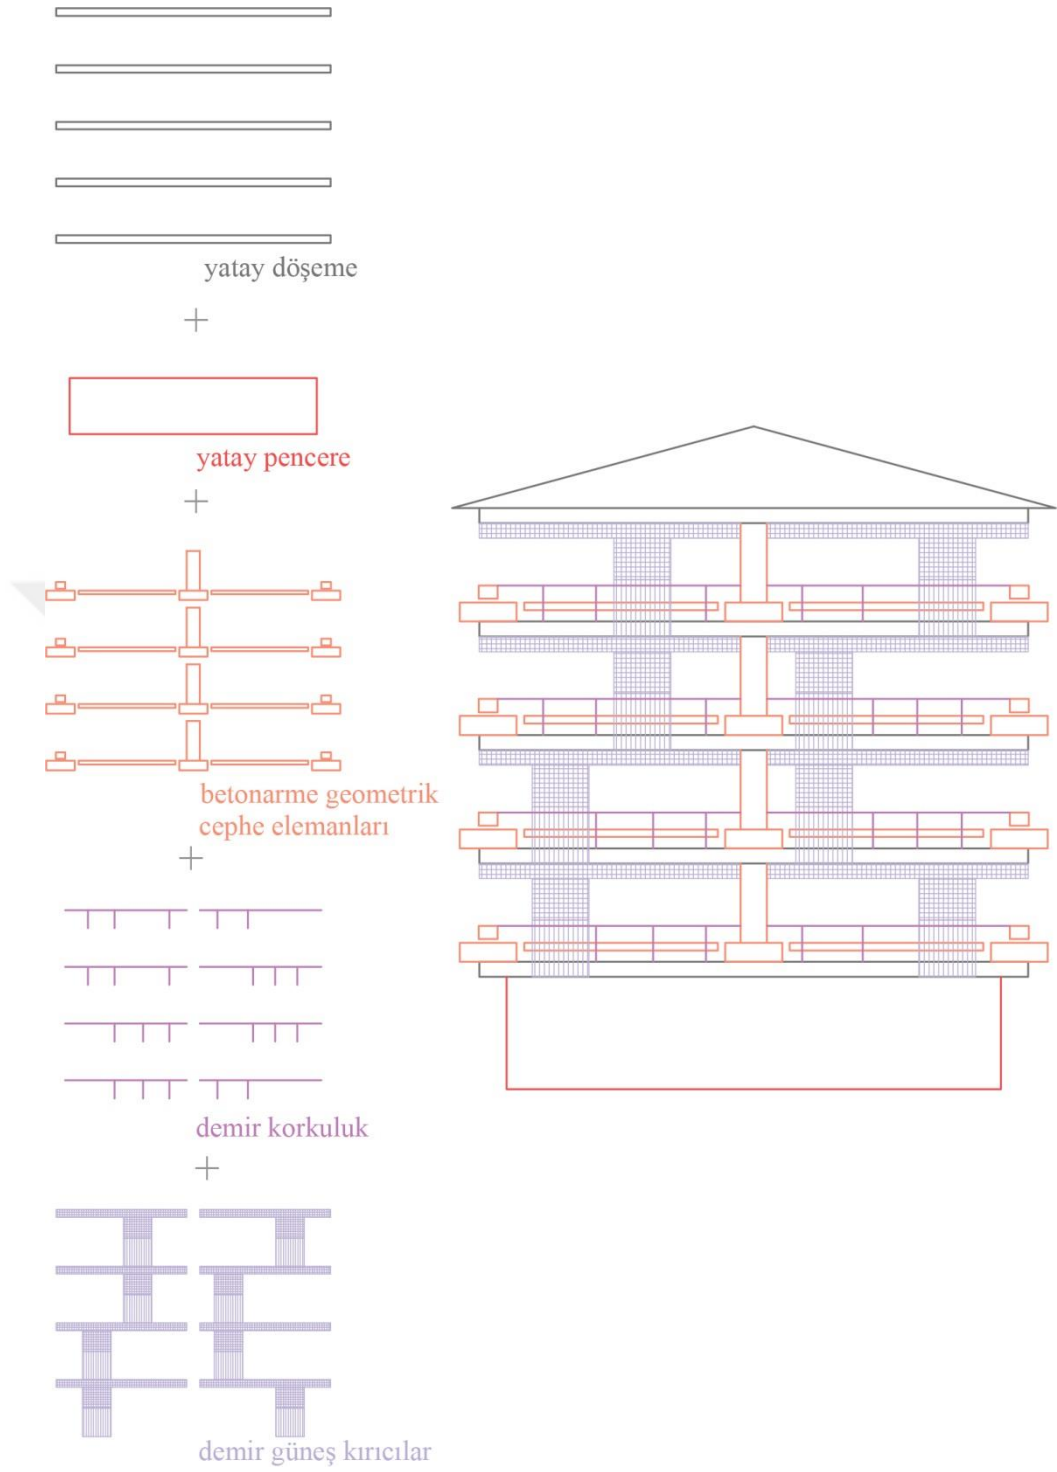 yatay döşeme
+
yatay pencere
+
betonarme geometrik
cephe elemanları
+
demir korkuluk
+
demir güneş kırıcılar